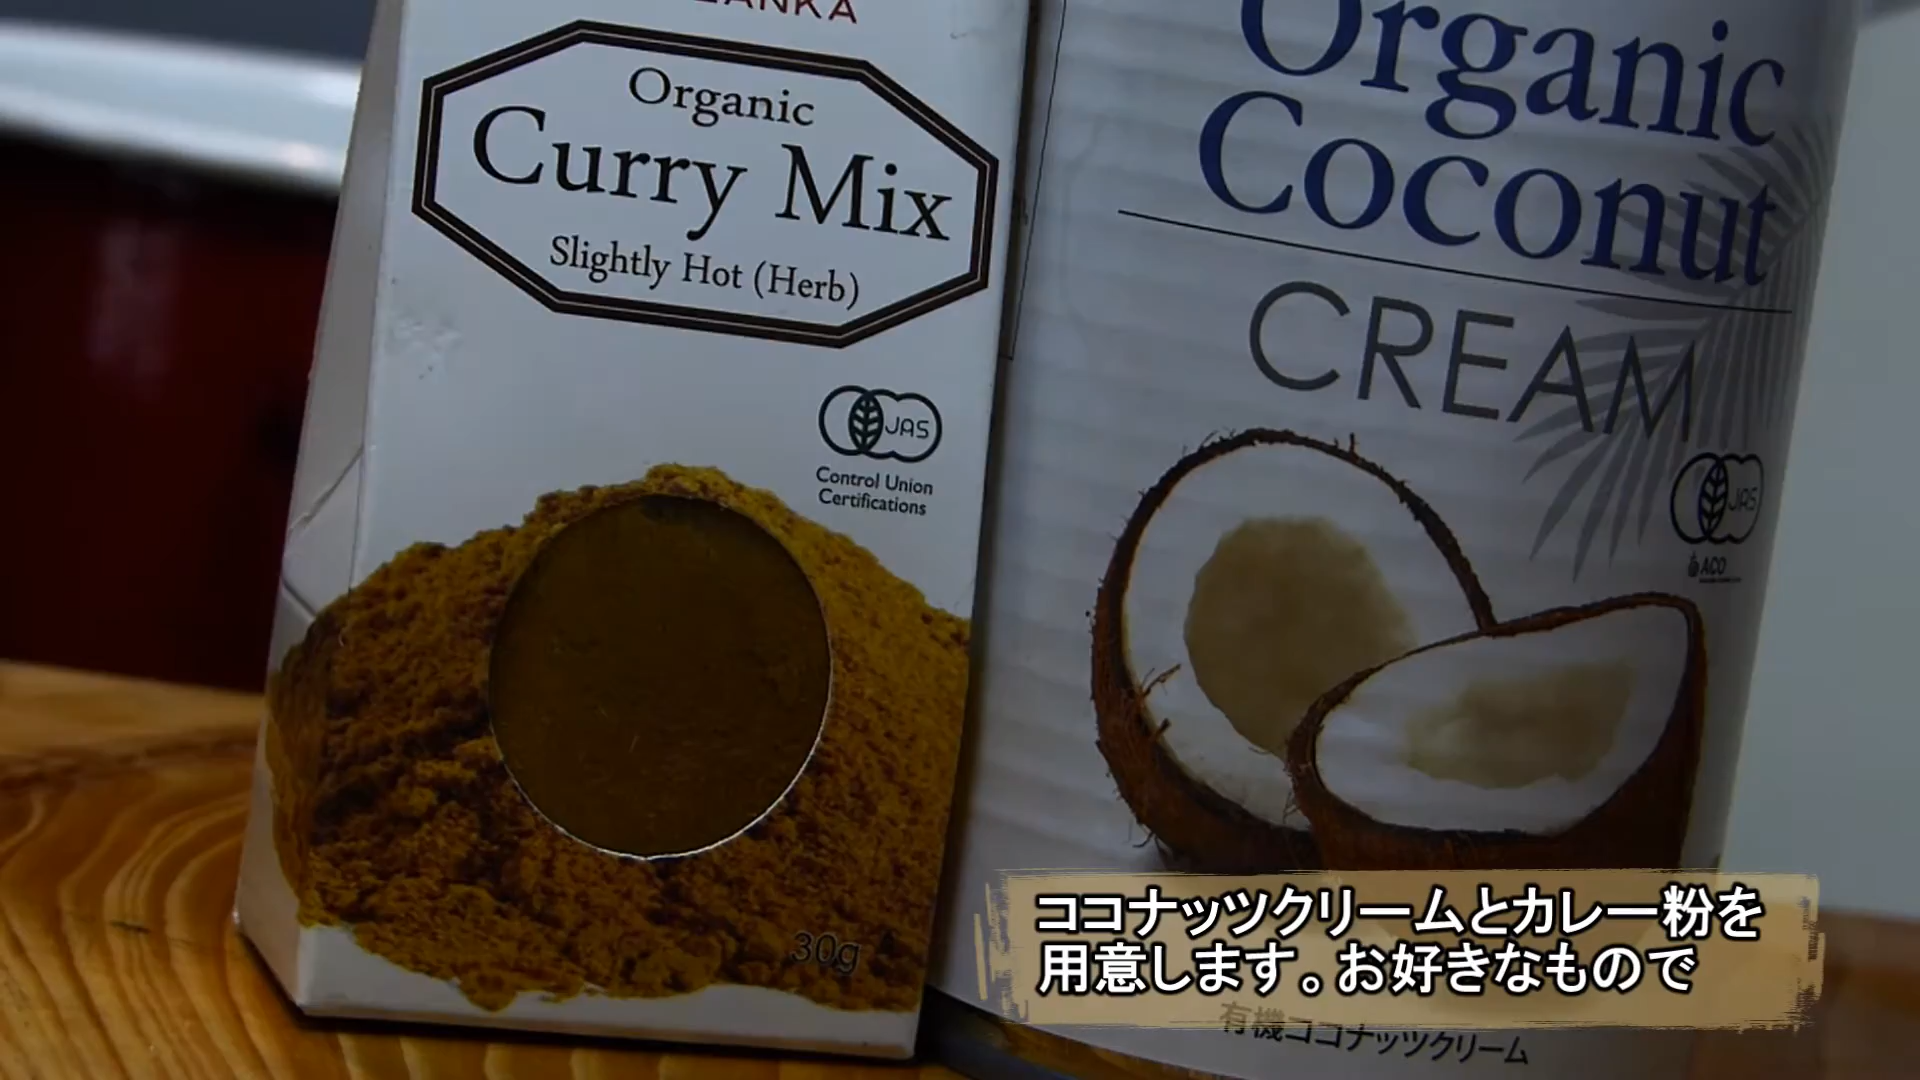 Organic
Curry Mix
Slightly Hot (Herb)
JAS
Control Union
Certifications
30g
Organic
Coconut
CREAM
JAS
ACO
ココナッツクリームとカレー粉を
用意します。お好きなもので
有機ココナッツクリーム